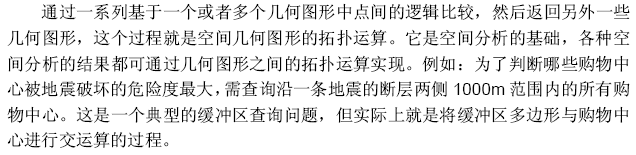 通过一系列基于一个或者多个几何图形中点间的逻辑比较，然后返回另外一些
几何图形，这个过程就是空间几何图形的拓扑运算。它是空间分析的基础，各种空
间分析的结果都可通过几何图形之间的拓扑运算实现。例如：为了判断哪些购物中
心被地震破坏的危险度最大，需查询沿一条地震的断层两侧 1000m 范围内的所有购
物中心。这是一个典型的缓冲区查询问题，但实际上就是将缓冲区多边形与购物中
心进行交运算的过程。